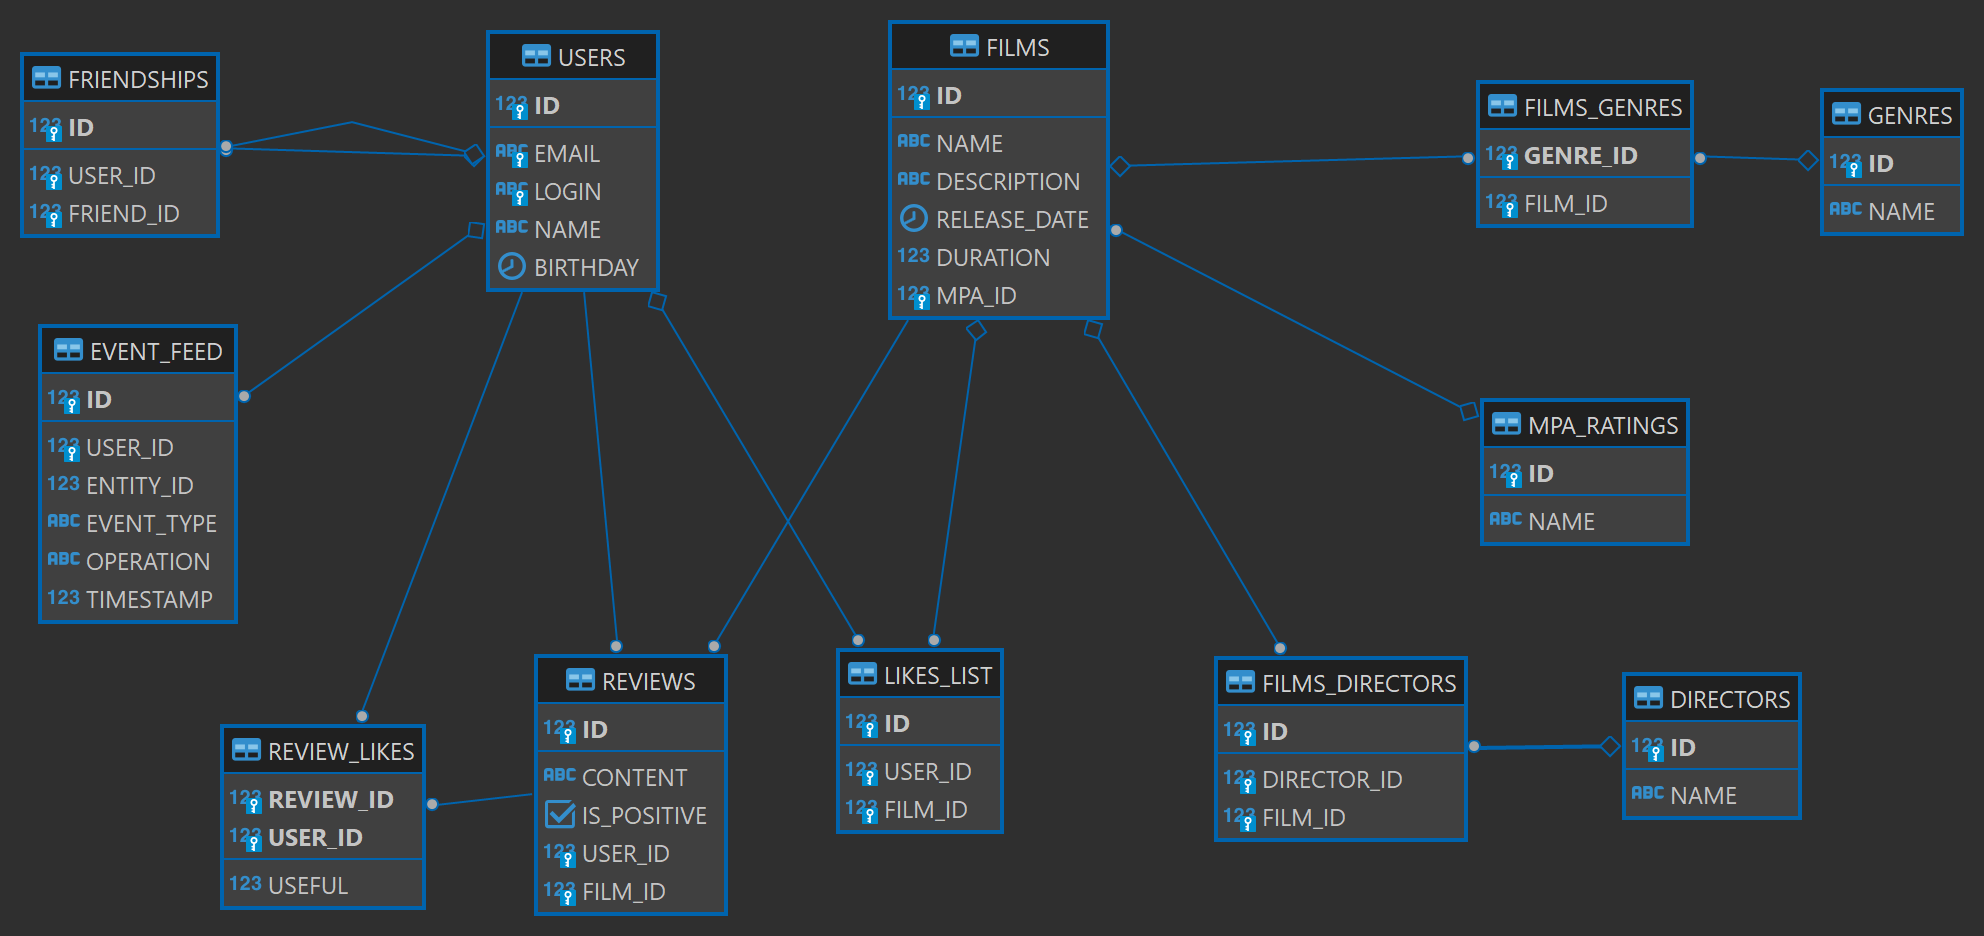 FRIENDSHIPS
123 ID
123 USER_ID
123 FRIEND_ID
USERS
123 ID
ABC EMAIL
ABC LOGIN
ABC NAME
BIRTHDAY
FILMS
123 ID
ABC NAME
ABC DESCRIPTION
RELEASE_DATE
123 DURATION
123 MPA_ID
FILMS_GENRES
123 GENRE_ID
123 FILM_ID
GENRES
123 ID
ABC NAME
EVENT_FEED
123 ID
123 USER_ID
123 ENTITY_ID
ABC EVENT_TYPE
ABC OPERATION
123 TIMESTAMP
MPA_RATINGS
123 ID
ABC NAME
REVIEW_LIKES
123 REVIEW_ID
123 USER_ID
123 USEFUL
REVIEWS
123 ID
ABC CONTENT
IS_POSITIVE
123 USER_ID
123 FILM_ID
LIKES_LIST
123 ID
123 USER_ID
123 FILM_ID
FILMS_DIRECTORS
123 ID
123 DIRECTOR_ID
123 FILM_ID
DIRECTORS
123 ID
ABC NAME